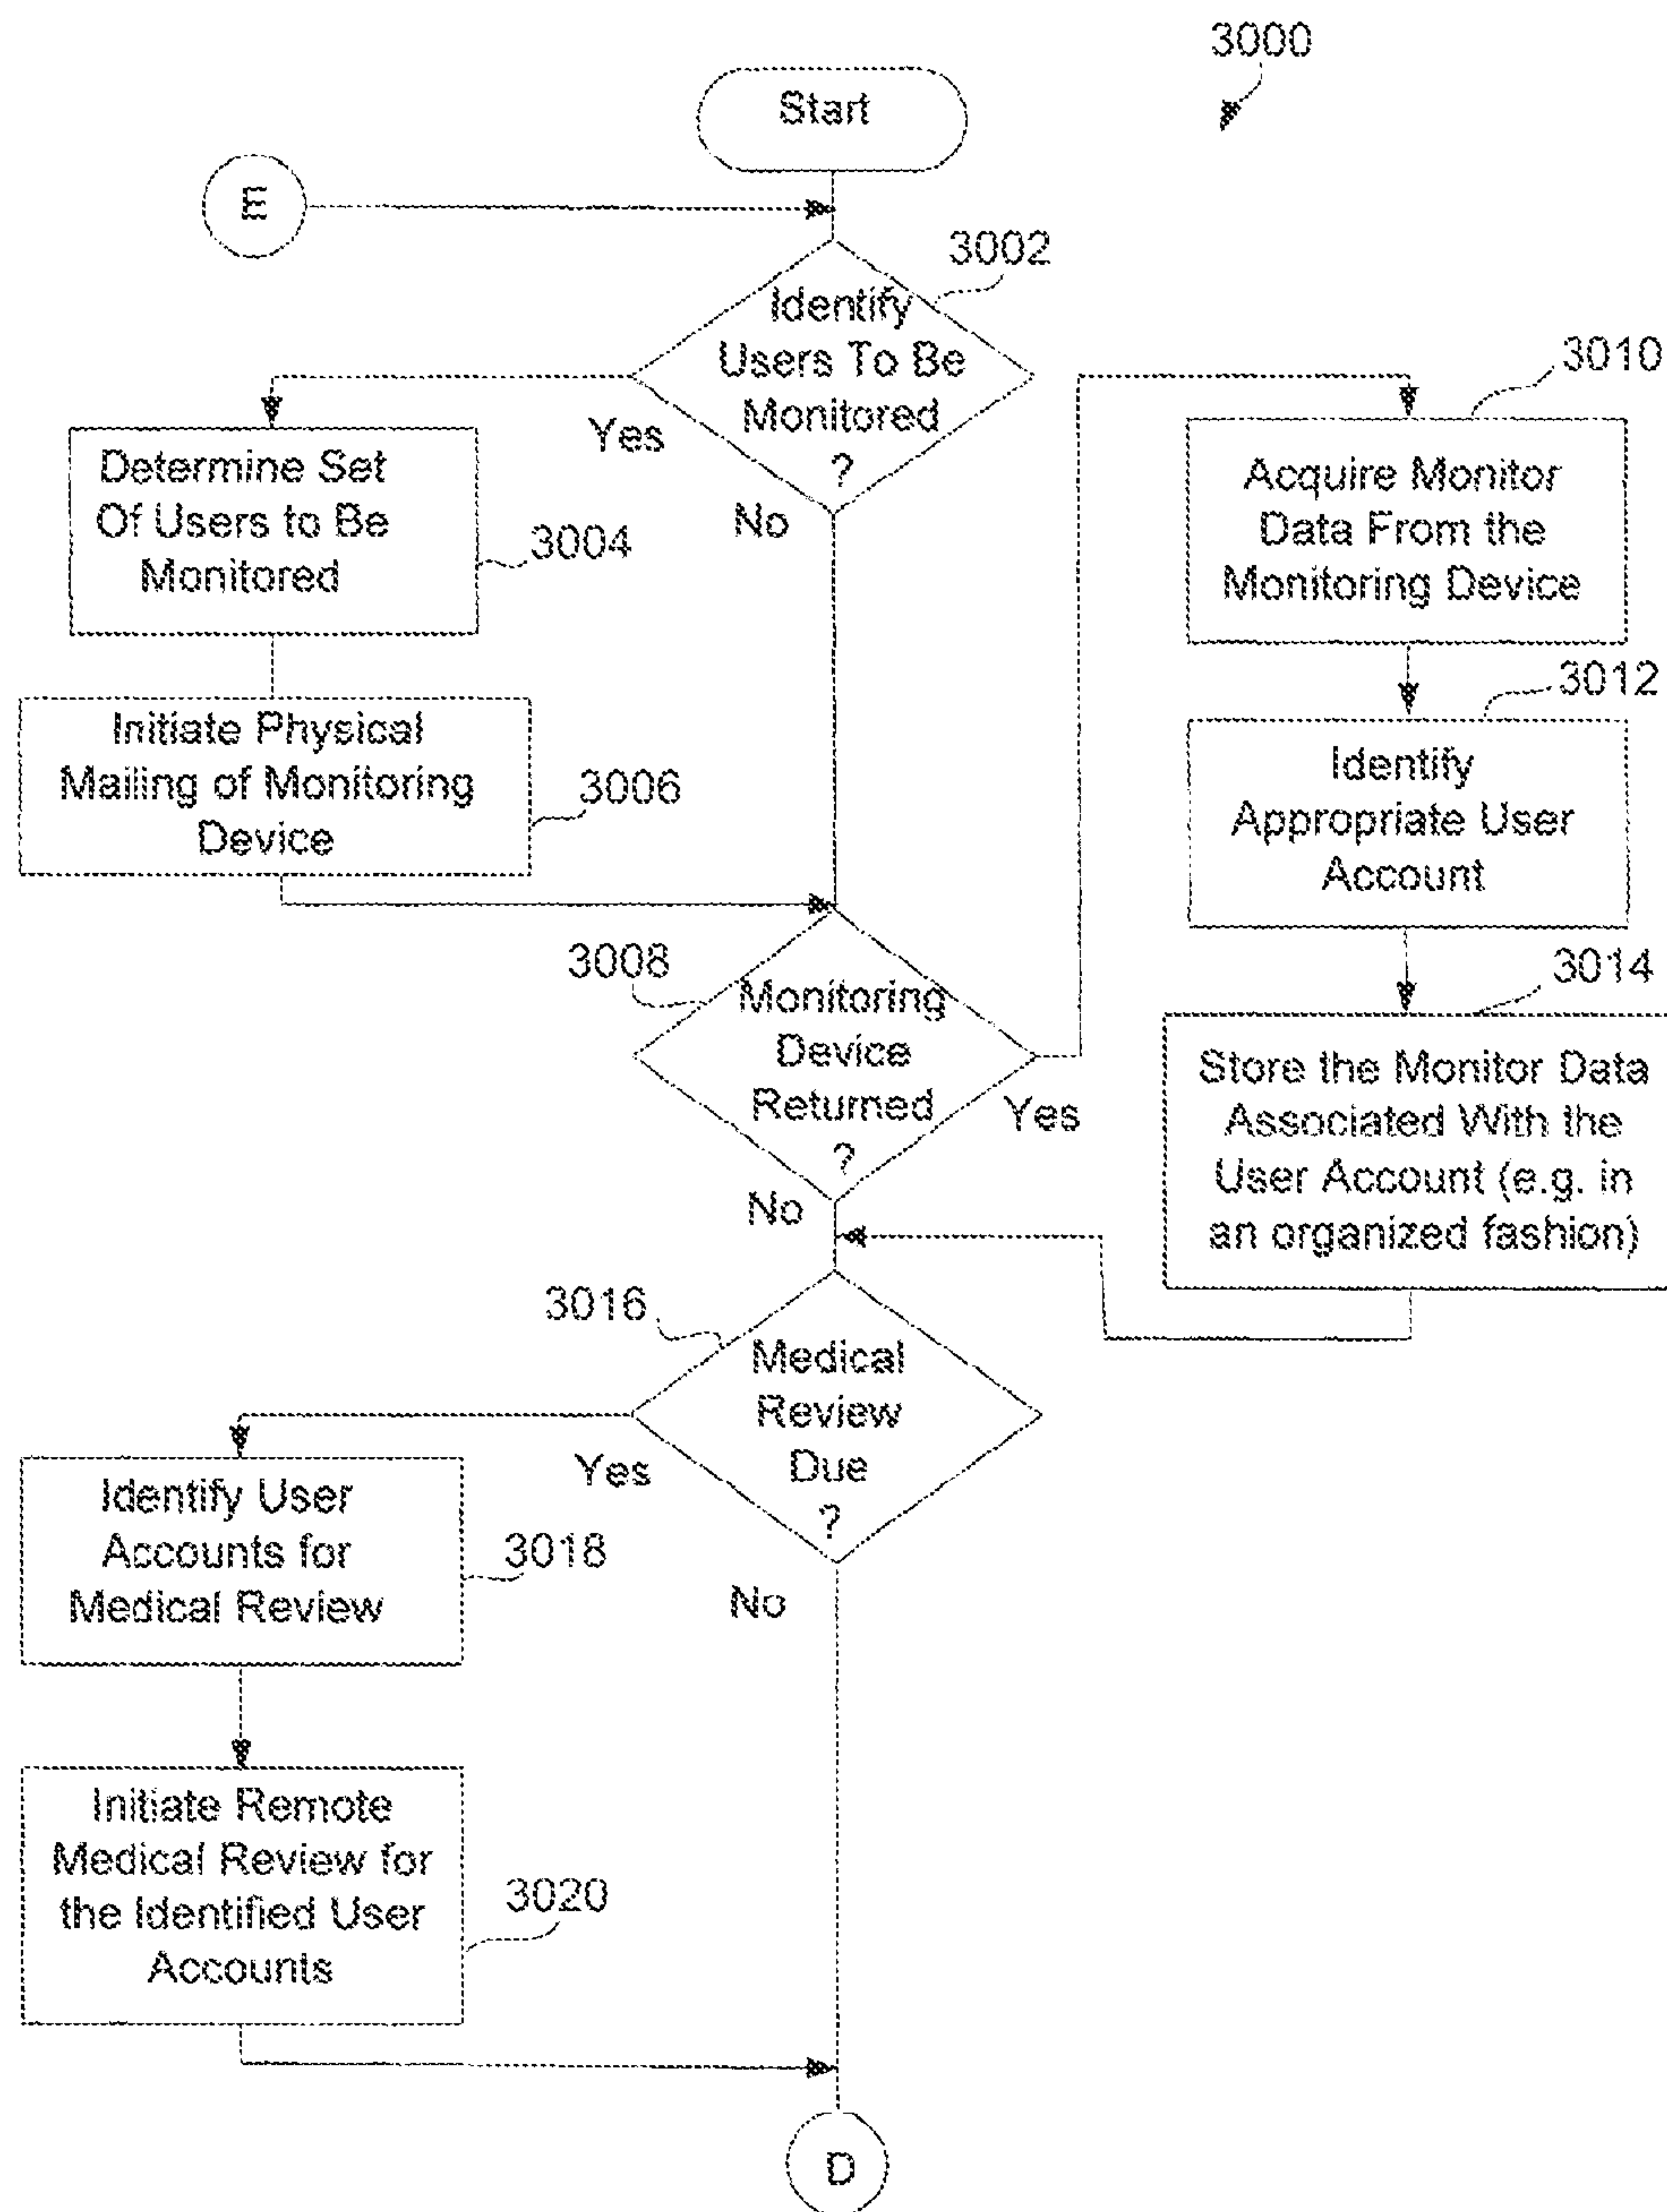 3000
Start
E
3002
Identify
Users To Be
Monitored
?
Yes
No
Determine Set
Of Users to Be
Monitored
3004
Initiate Physical
Mailing of Monitoring
Device
3006
3008
Monitoring
Device
Returned
?
Yes
No
3010
Acquire Monitor
Data From the
Monitoring Device
3012
Identify
Appropriate User
Account
3014
Store the Monitor Data
Associated With the
User Account (e.g. in
an organized fashion)
3016
Medical
Review
Due
?
Yes
No
Identify User
Accounts for
Medical Review
3018
Initiate Remote
Medical Review for
the Identified User
Accounts
3020
D